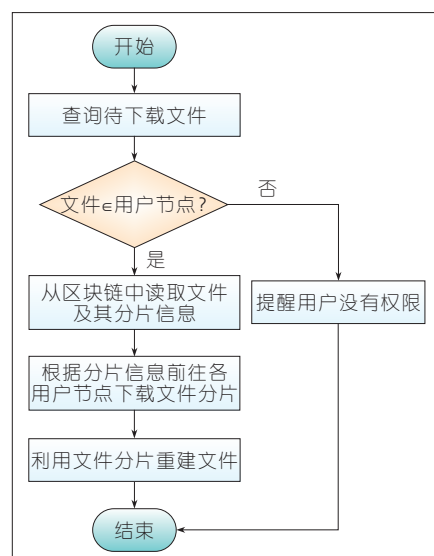 开始
查询待下载文件
文件∈用户节点?
否
是
从区块链中读取文件
及其分片信息
提醒用户没有权限
根据分片信息前往各
用户节点下载文件分片
利用文件分片重建文件
结束